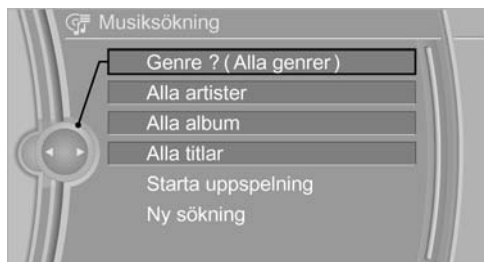 Musiksökning
Genre ? ( Alla genrer )
Alla artister
Alla album
Alla titlar
Starta uppspelning
Ny sökning